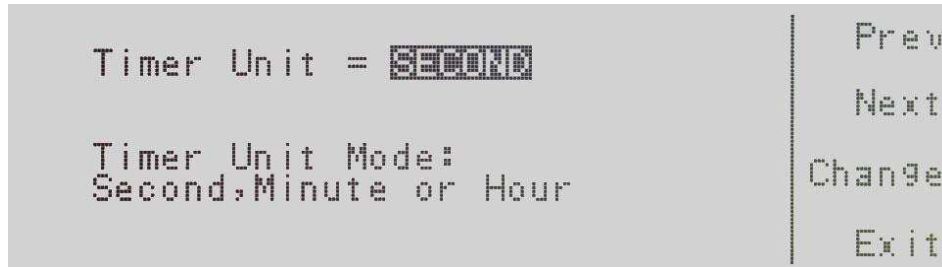 Timer Unit = SECOND
Timer Unit Mode:
Second,Minute or Hour
Prev
Next
Change
Exit